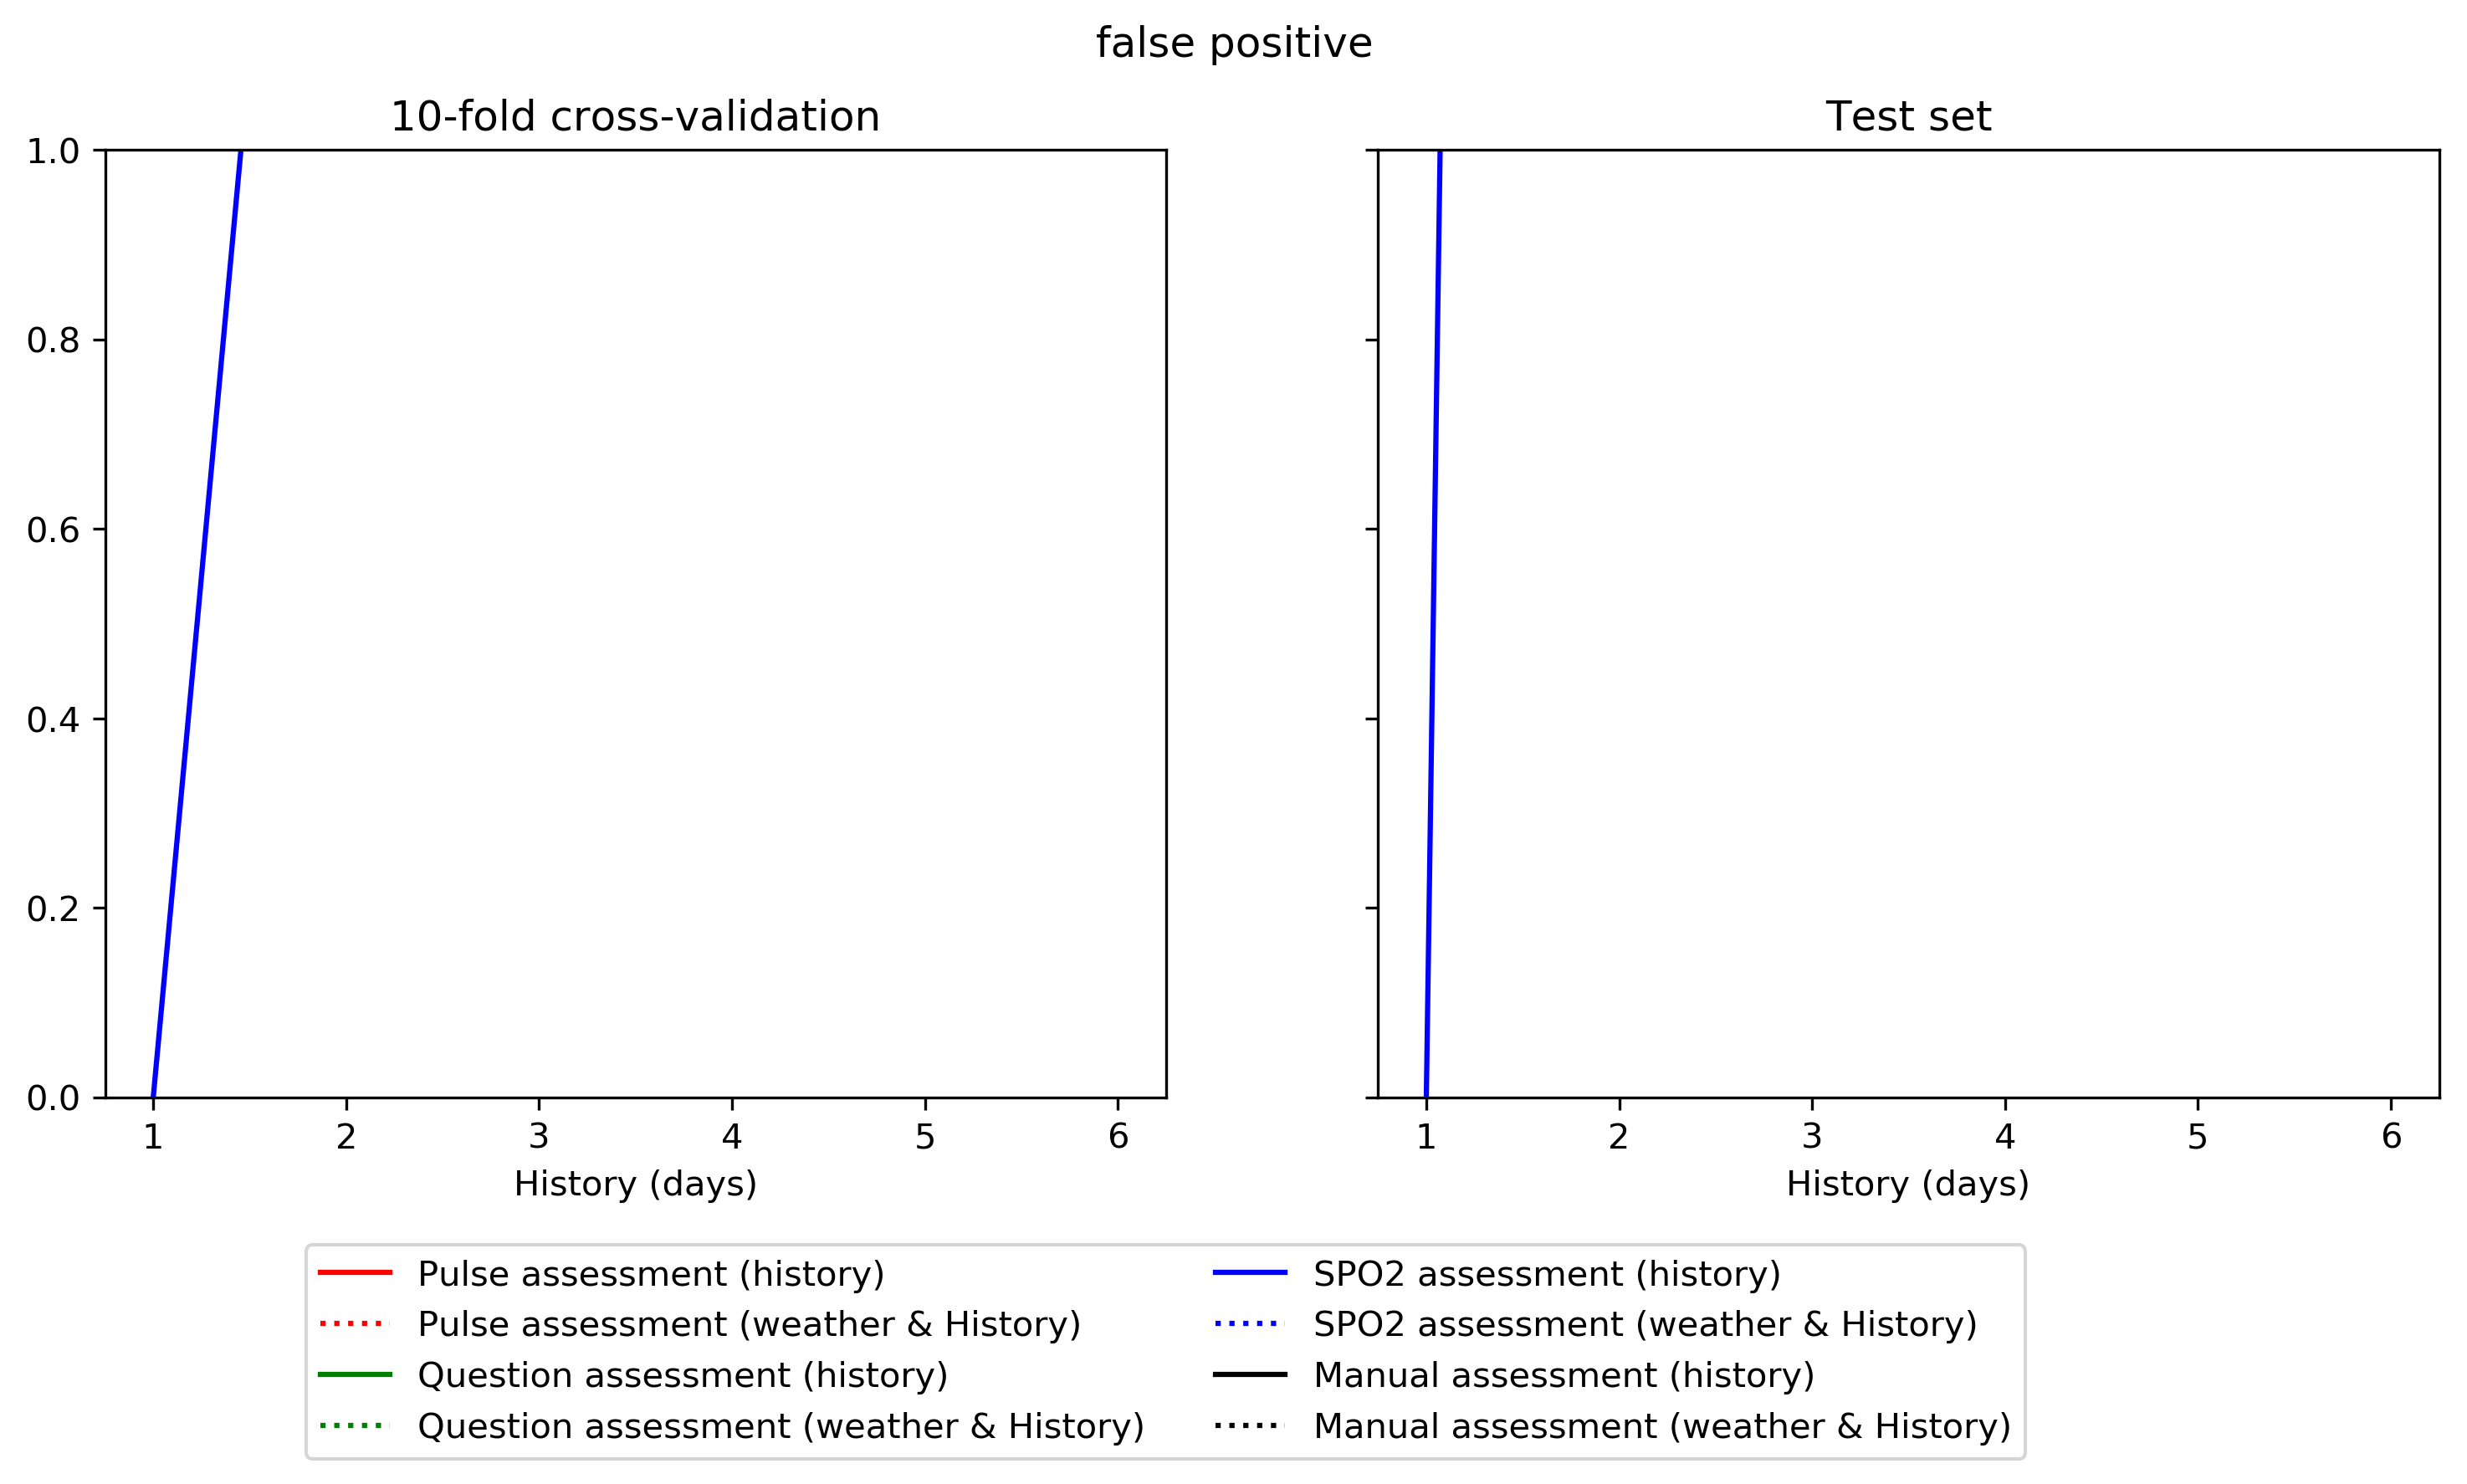 false positive
10-fold cross-validation
1.0
0.8
0.6
0.4
0.2
0.0
1 2 3 4 5 6
History (days)
Test set
1 2 3 4 5 6
History (days)
Pulse assessment (history)
Pulse assessment (weather & History)
Question assessment (history)
Question assessment (weather & History)
SPO2 assessment (history)
SPO2 assessment (weather & History)
Manual assessment (history)
Manual assessment (weather & History)